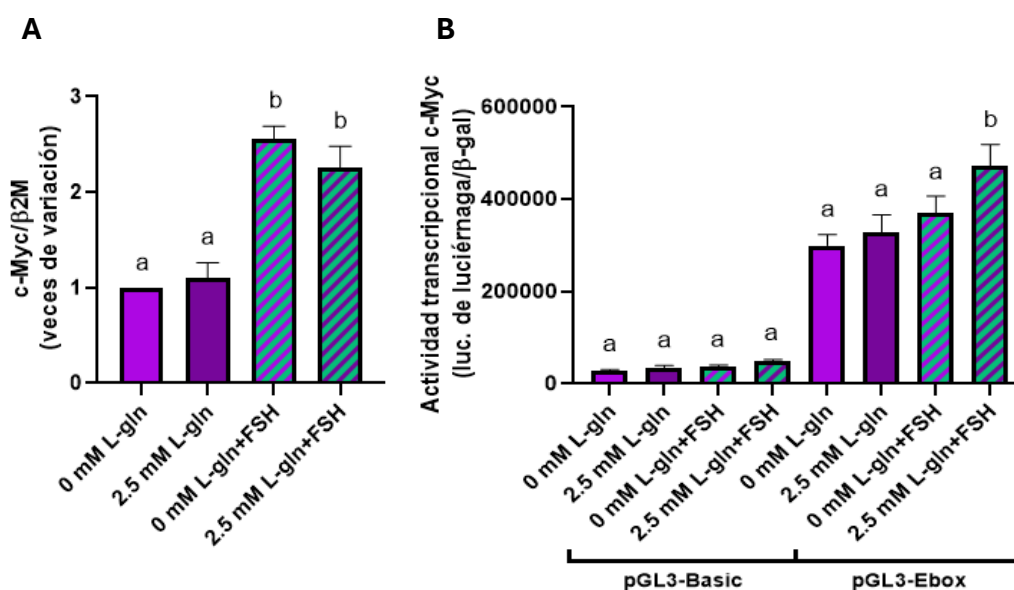 A
c-Myc/β2M
(veces de variación)
3
2
1
0
a
a
b
b
0 mM L-gln
2.5 mM L-gln
0 mM L-gln+FSH
2.5 mM L-gln+FSH
B
Actividad transcripcional c-Myc
(luc. de luciérnaga/β-gal)
600000
400000
200000
0
a
a
a
a
a
a
a
b
0 mM L-gln
2.5 mM L-gln
0 mM L-gln+FSH
2.5 mM L-gln+FSH
0 mM L-gln
2.5 mM L-gln
0 mM L-gln+FSH
2.5 mM L-gln+FSH
pGL3-Basic
pGL3-Ebox